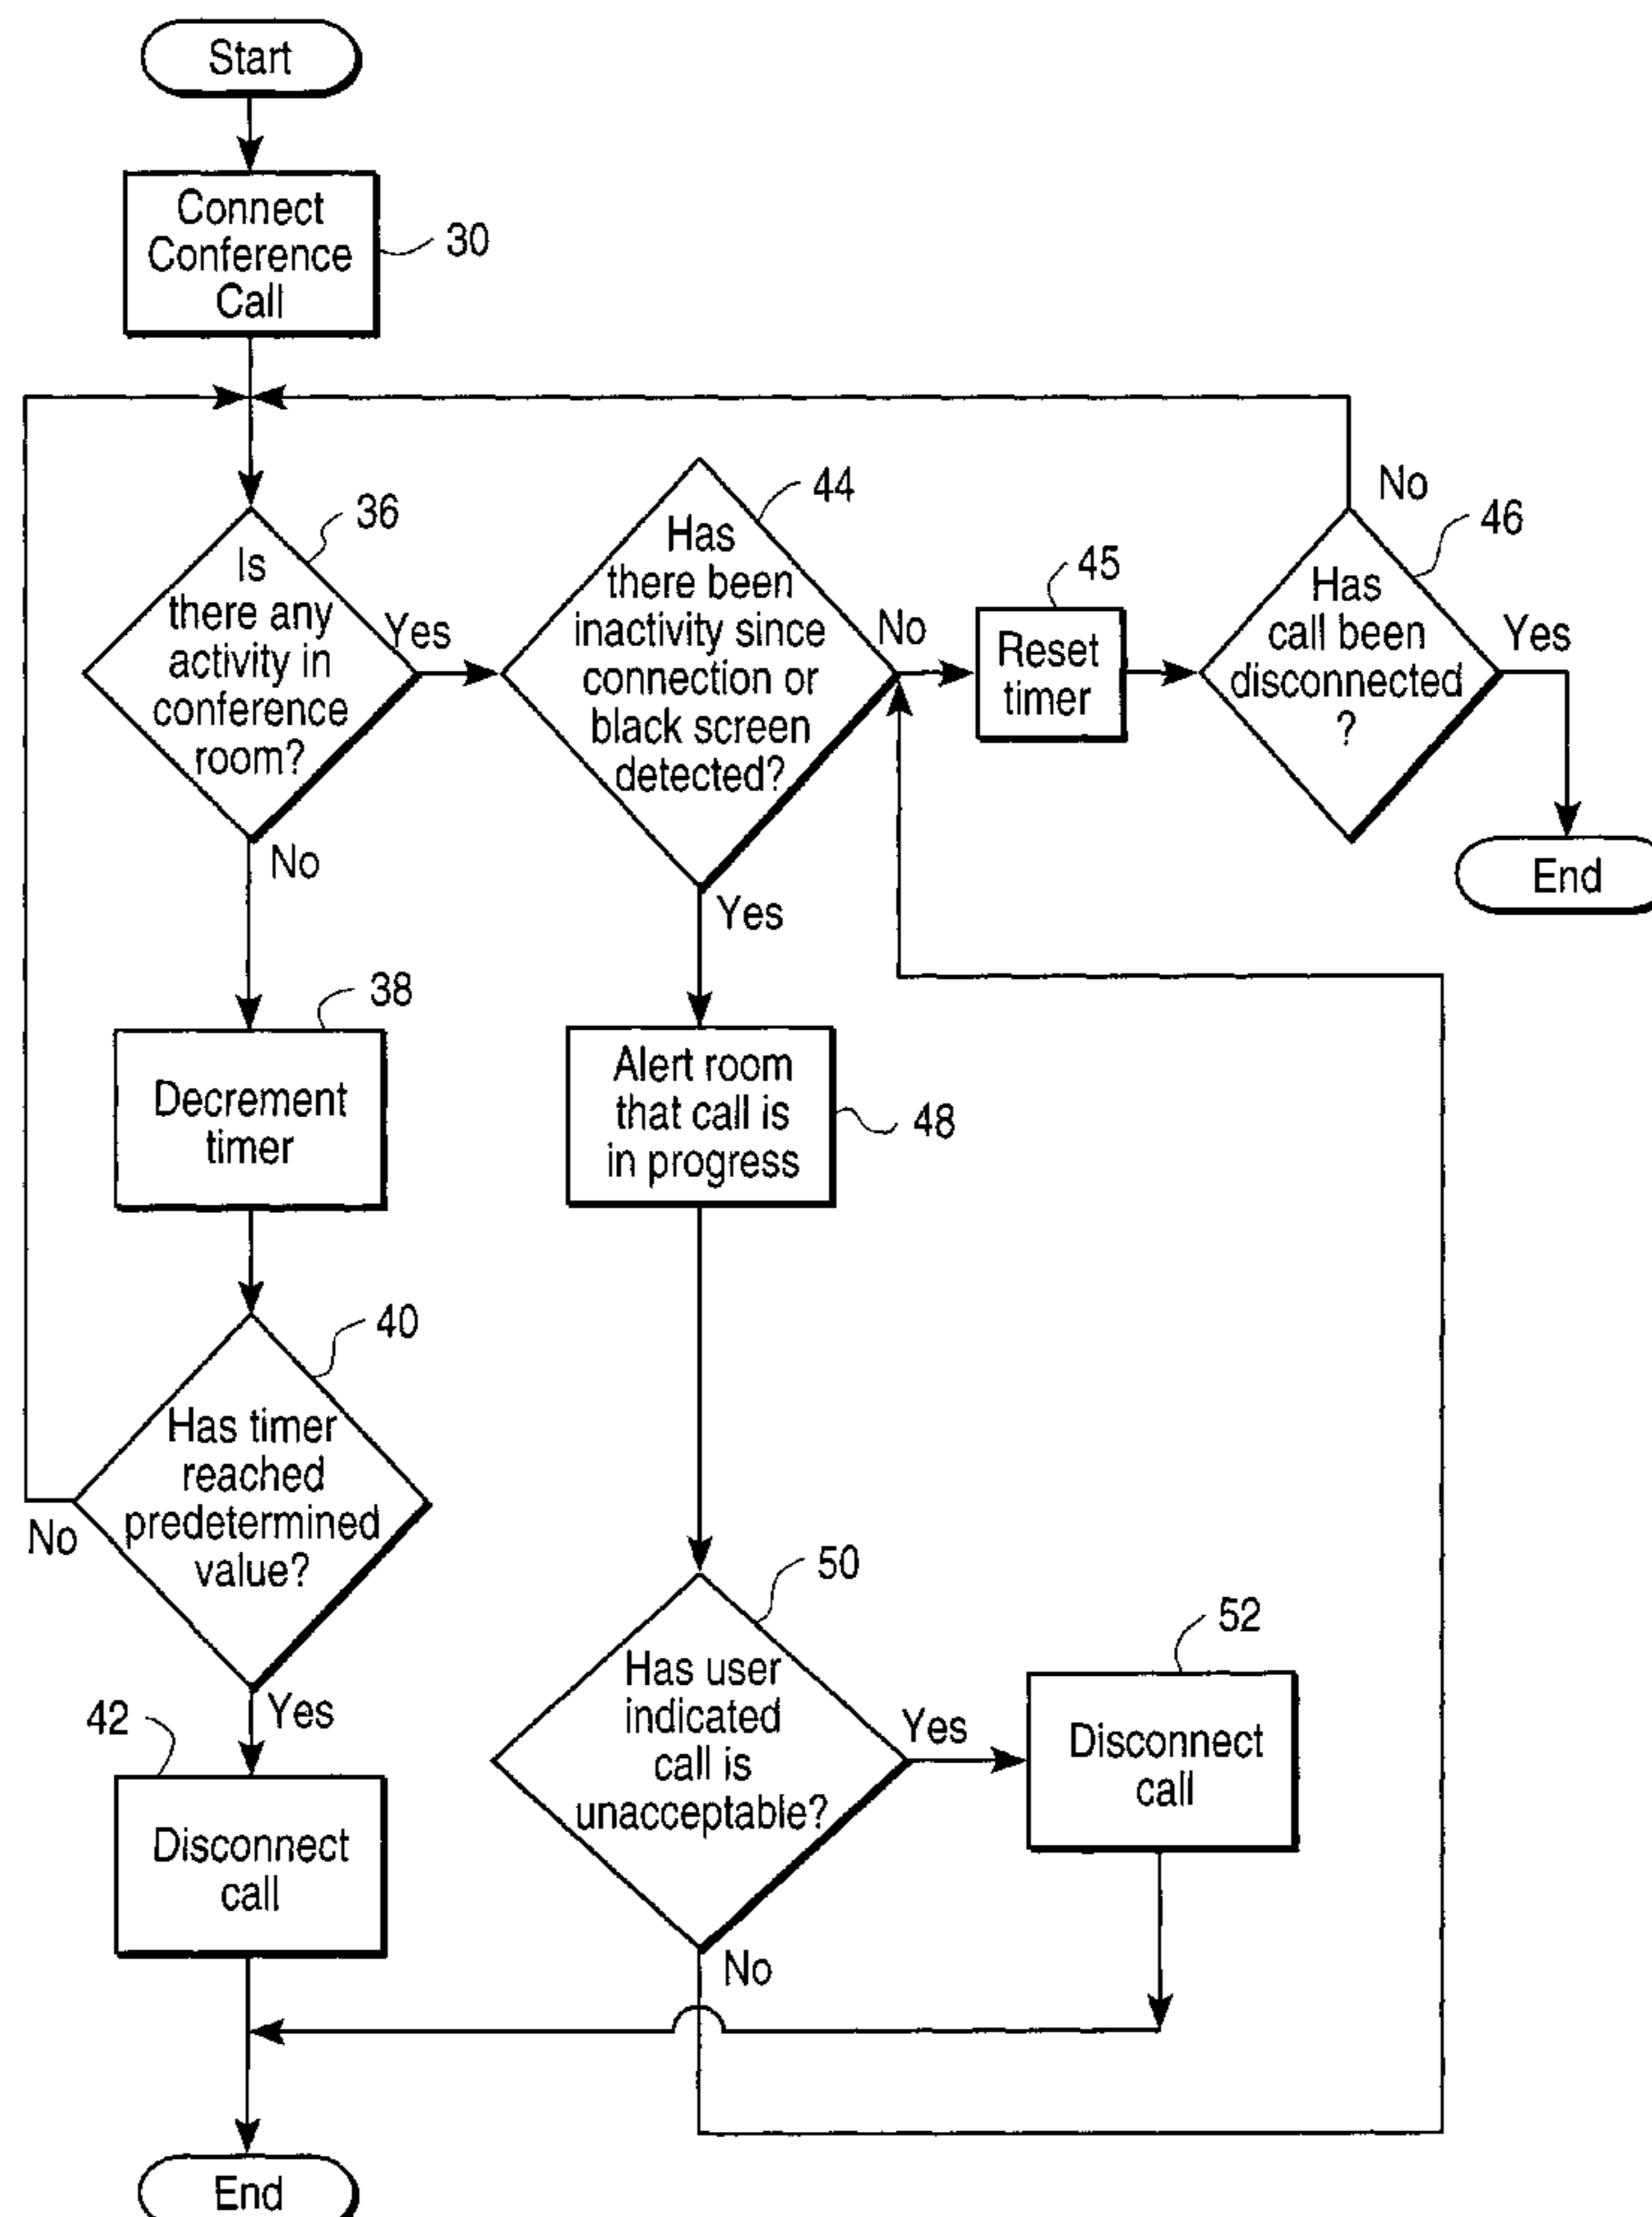 Start
Connect
Conference
Call
30
36
Is
there any
activity in
conference
room?
Yes
No
44
Has
there been
inactivity since
connection or
black screen
detected?
No
Yes
45
Reset
timer
No
46
Has
call been
disconnected
?
Yes
End
38
Decrement
timer
Alert room
that call is
in progress
48
40
Has timer
reached
predetermined
value?
No
Yes
50
Has user
indicated
call is
unacceptable?
Yes
No
52
Disconnect
call
42
Disconnect
call
End